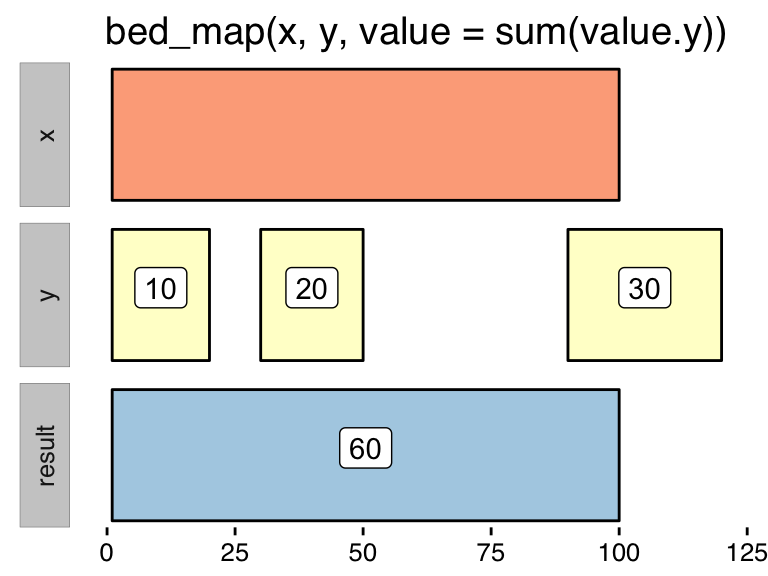 bed_map(x, y, value = sum(value.y))
x
y
10 20 30
result
60
0 25 50 75 100 125